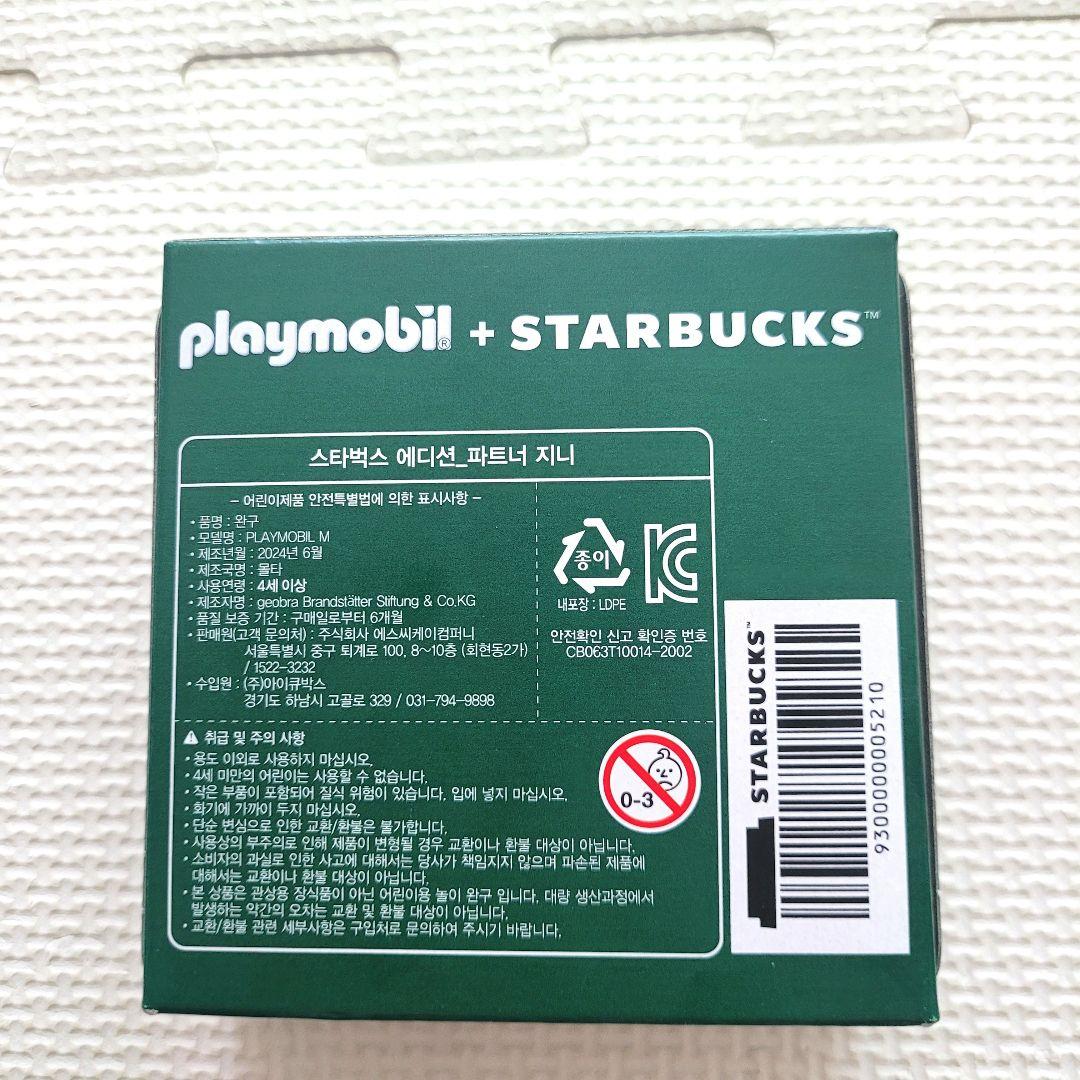 playmobil® + STARBUCKS™
스타벅스 에디션_파트너 지니
– 어린이제품 안전특별법에 의한 표시사항 –
• 품명 : 완구
• 모델명 : PLAYMOBIL M
• 제조년월 : 2024년 6월
• 제조국명 : 몰타
• 사용연령 : 4세 이상
• 제조자명 : geobra Brandstätter Stiftung & Co.KG
• 품질 보증 기간 : 구매일로부터 6개월
• 판매원(고객 문의처) : 주식회사 에스씨케이컴퍼니
서울특별시 중구 퇴계로 100, 8~10층 (회현동2가)
/ 1522-3232
• 수입원 : (주)아이큐박스
경기도 하남시 고골로 329 / 031-794-9898
종이
내포장 : LDPE
안전확인 신고 확인증 번호
CB063T10014-2002
⚠ 취급 및 주의 사항
• 용도 이외로 사용하지 마십시오.
• 4세 미만의 어린이는 사용할 수 없습니다.
• 작은 부품이 포함되어 질식 위험이 있습니다. 입에 넣지 마십시오.
• 화기에 가까이 두지 마십시오.
• 단순 변심으로 인한 교환/환불은 불가합니다.
• 사용상의 부주의로 인해 제품이 변형될 경우 교환이나 환불 대상이 아닙니다.
• 소비자의 과실로 인한 사고에 대해서는 당사가 책임지지 않으며 파손된 제품에
대해서는 교환이나 환불 대상이 아닙니다.
• 본 상품은 관상용 장식품이 아닌 어린이용 놀이 완구 입니다. 대량 생산과정에서
발생하는 약간의 오차는 교환 및 환불 대상이 아닙니다.
• 교환/환불 관련 세부사항은 구입처로 문의하여 주시기 바랍니다.
0-3
STARBUCKS™
9300000005210